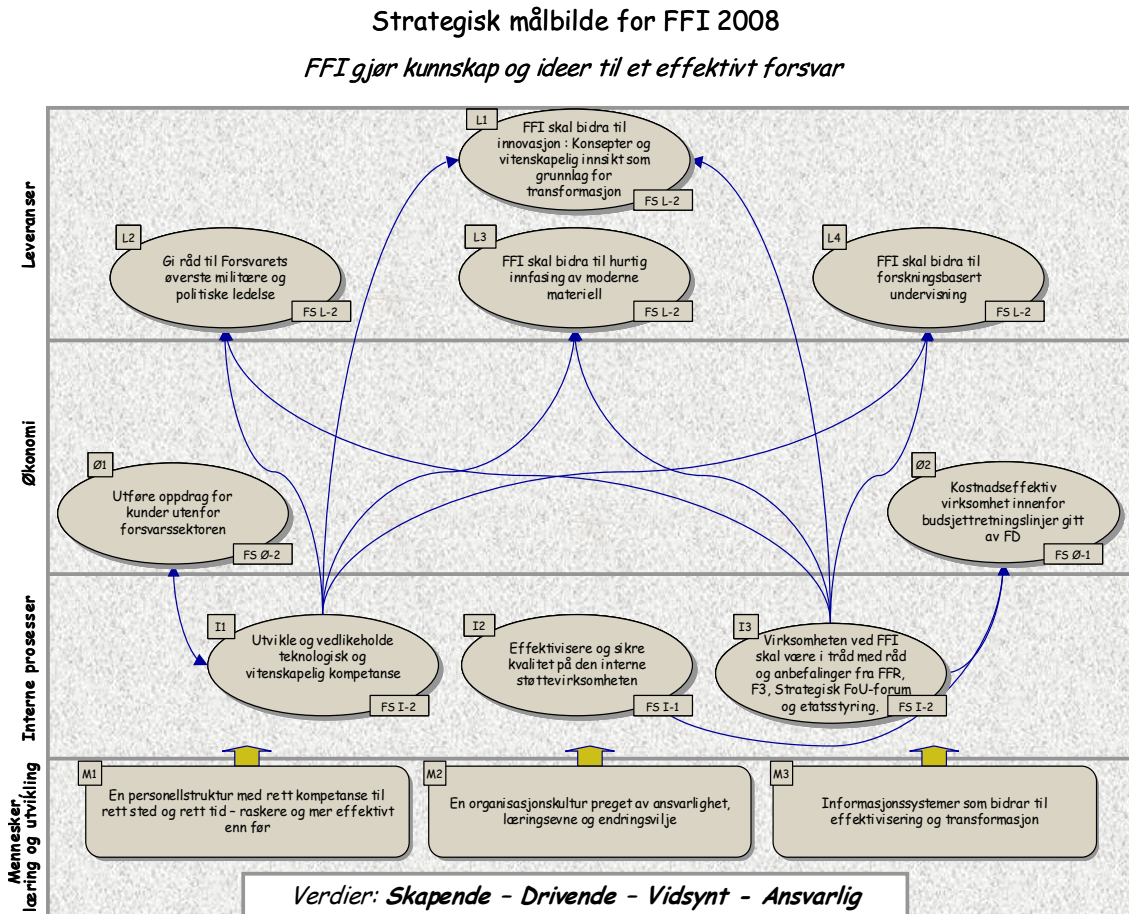 Strategisk målbilde for FFI 2008
FFI gjør kunnskap og ideer til et effektivt forsvar
Leveranser
L1
FFI skal bidra til
innovasjon : Konsepter og
vitenskapelig innsikt som
grunnlag for
transformasjon
FS L-2
L2
Gi råd til Forsvarets
øverste militære og
politiske ledelse
FS L-2
L3
FFI skal bidra til hurtig
innfasing av moderne
materiell
FS L-2
L4
FFI skal bidra til
forskningsbasert
undervisning
FS L-2
Økonomi
Ø1
Utføre oppdrag for
kunder utenfor
forsvarssektoren
FS Ø-2
Ø2
Kostnadseffektiv
virksomhet innenfor
budsjettretningslinjer gitt
av FD
FS Ø-1
Interne prosesser
I1
Utvikle og vedlikeholde
teknologisk og
vitenskapelig kompetanse
FS I-2
I2
Effektivisere og sikre
kvalitet på den interne
støttevirksomheten
FS I-1
I3
Virksomheten ved FFI
skal være i tråd med råd
og anbefalinger fra FFR,
F3, Strategisk FoU-forum
og etatsstyring.
FS I-2
Mennesker
læring og utvikling
M1
En personellstruktur med rett kompetanse til
rett sted og rett tid – raskere og mer effektivt
enn før
M2
En organisasjonskultur preget av ansvarlighet,
læringsevne og endringsvilje
M3
Informasjonssystemer som bidrar til
effektivisering og transformasjon
Verdier: Skapende – Drivende – Vidsynt - Ansvarlig